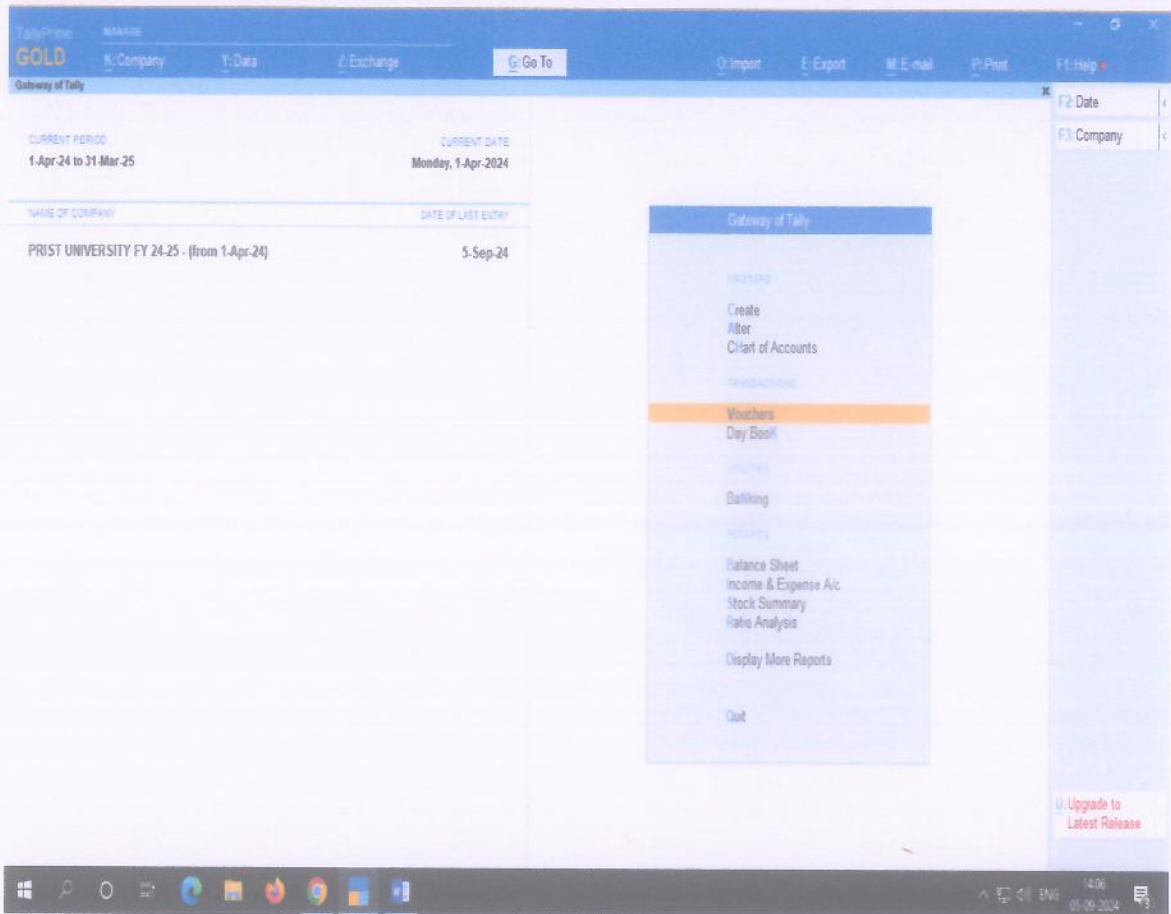 TallyPrime
GOLD
MANAGE
K: Company Y: Data Z: Exchange G: Go To O: Import E: Export M: E-mail P: Print F1: Help
Gateway of Tally x
F2: Date
F3: Company
CURRENT PERIOD CURRENT DATE
1-Apr-24 to 31-Mar-25 Monday, 1-Apr-2024
NAME OF COMPANY DATE OF LAST ENTRY
PRIST UNIVERSITY FY 24-25 - (from 1-Apr-24) 5-Sep-24
Gateway of Tally
MASTERS
Create
Alter
CHart of Accounts
TRANSACTIONS
Vouchers
Day BooK
UTILITIES
BaNking
REPORTS
Balance Sheet
Income & Expense A/c
Stock Summary
Ratio Analysis
Display More Reports
Quit
U: Upgrade to
Latest Release
ENG
14:06
05-09-2024
3